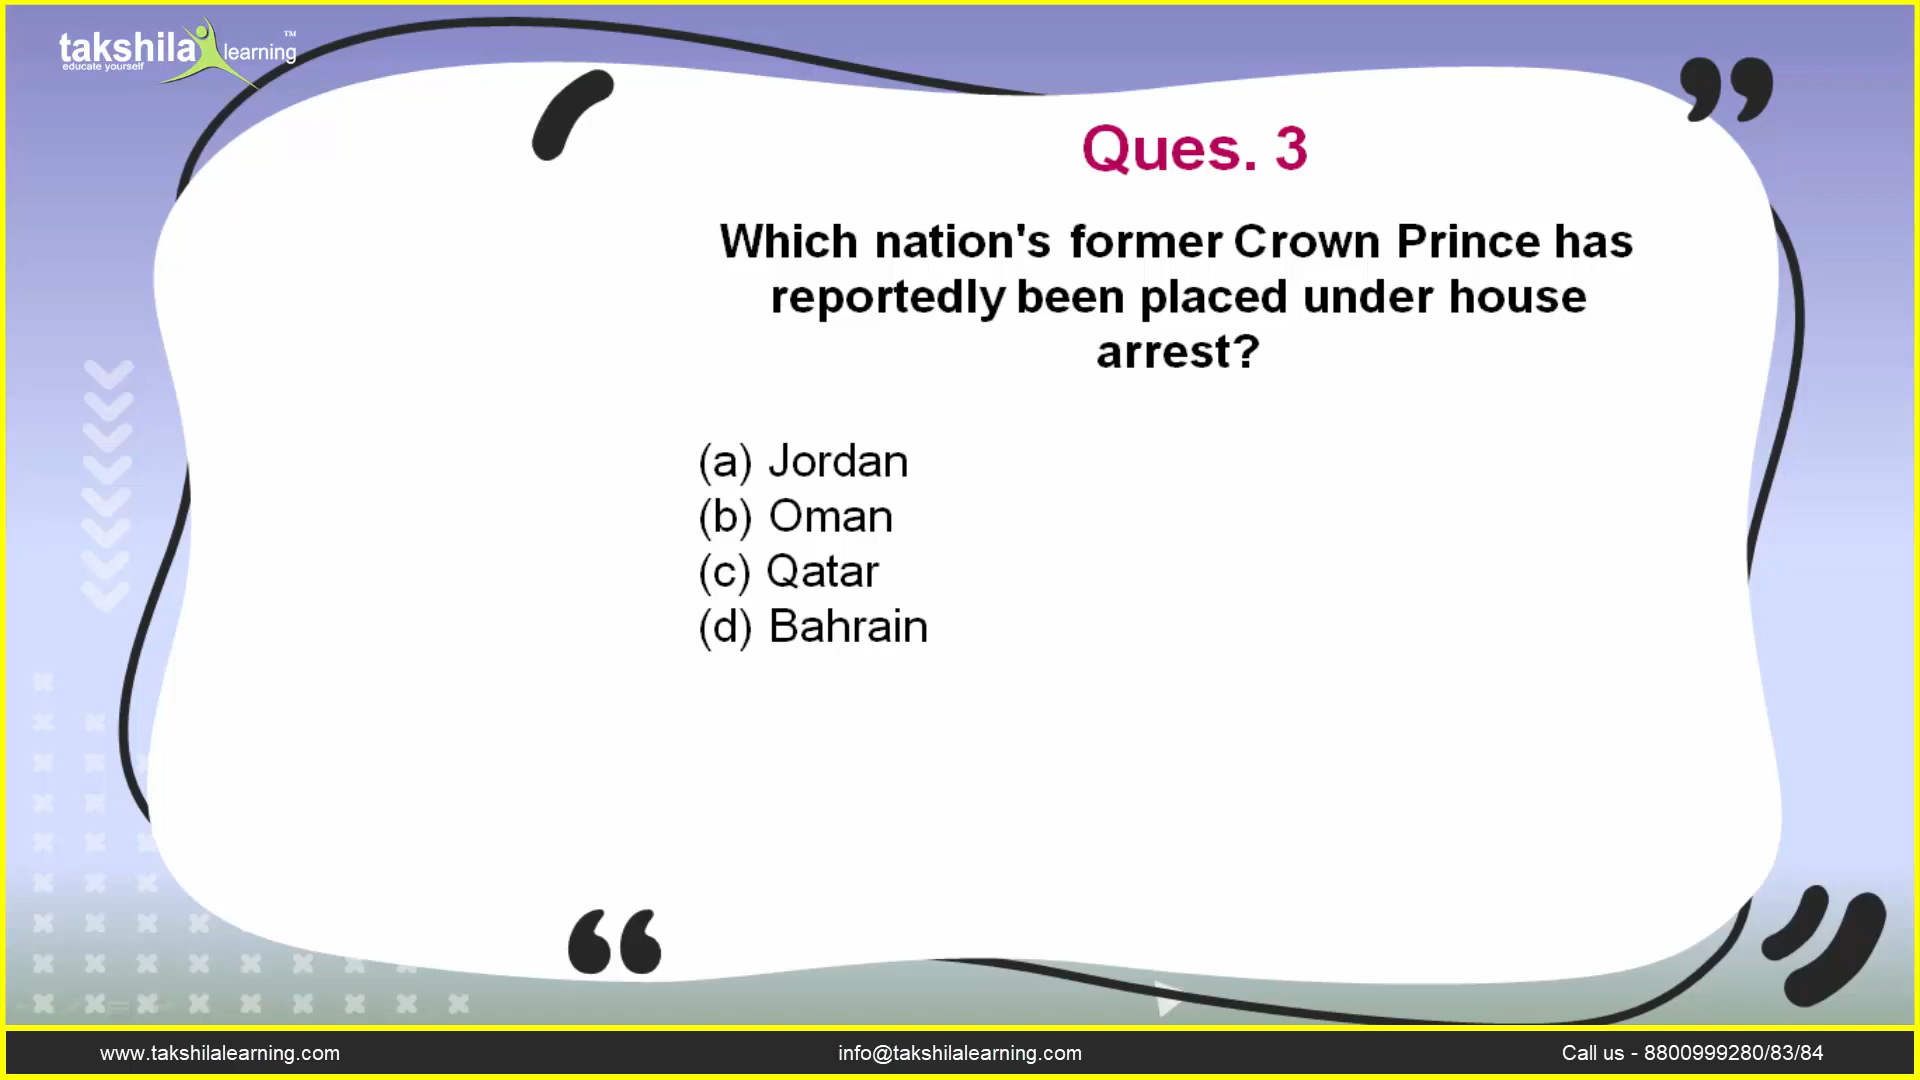 takshila learning™
educate yourself
Ques. 3
Which nation's former Crown Prince has
reportedly been placed under house
arrest?
(a) Jordan
(b) Oman
(c) Qatar
(d) Bahrain
www.takshilalearning.com
info@takshilalearning.com
Call us - 8800999280/83/84